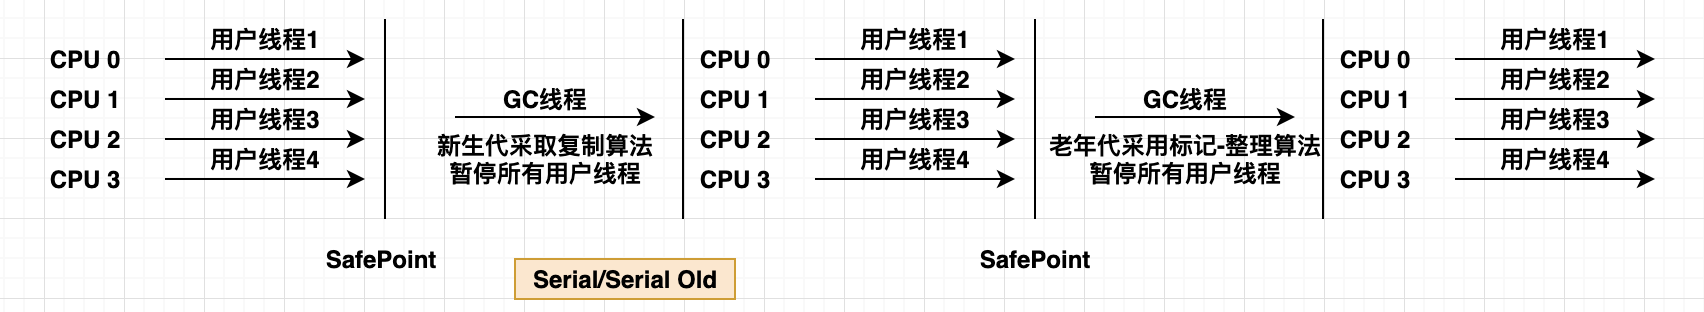 CPU 0
CPU 1
CPU 2
CPU 3
用户线程1
用户线程2
用户线程3
用户线程4
GC线程
新生代采取复制算法
暂停所有用户线程
CPU 0
CPU 1
CPU 2
CPU 3
用户线程1
用户线程2
用户线程3
用户线程4
GC线程
老年代采用标记-整理算法
暂停所有用户线程
CPU 0
CPU 1
CPU 2
CPU 3
用户线程1
用户线程2
用户线程3
用户线程4
SafePoint
SafePoint
Serial/Serial Old